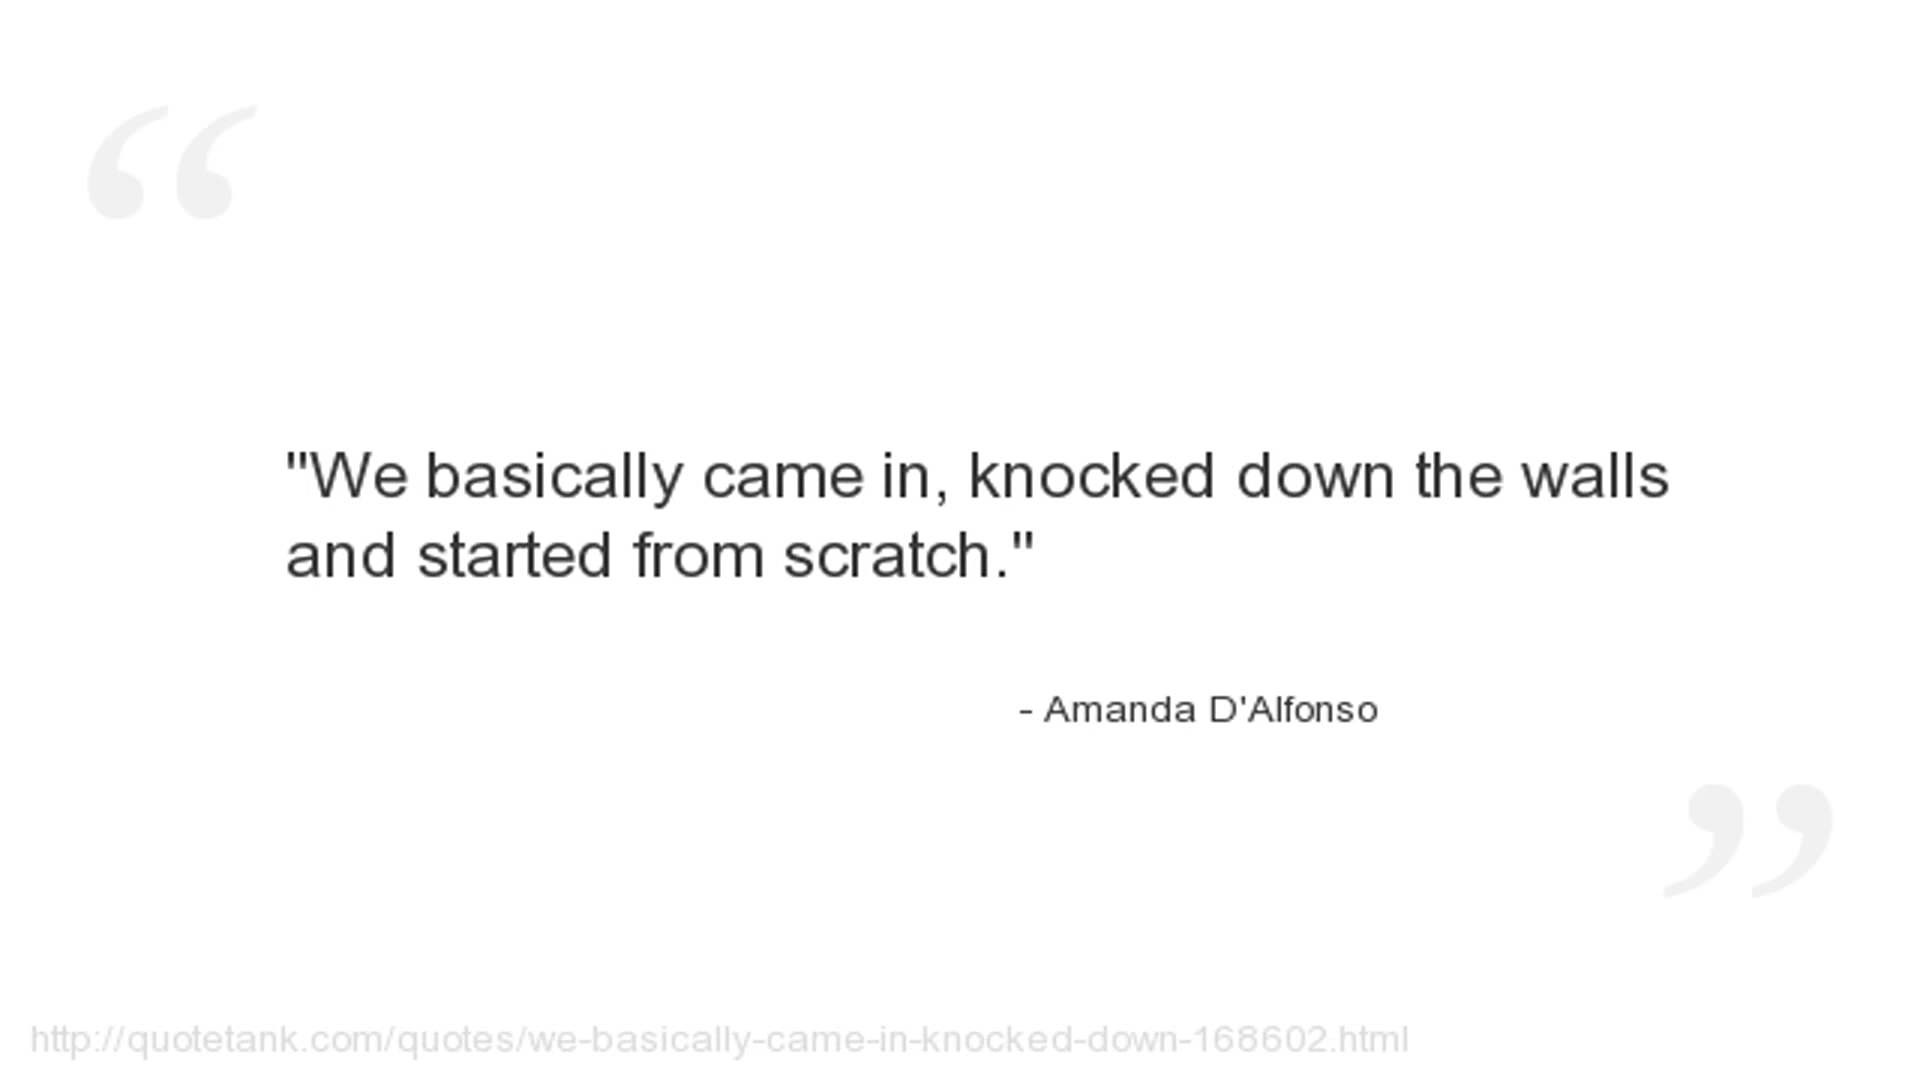 "We basically came in, knocked down the walls
and started from scratch."
- Amanda D'Alfonso
http://quotetank.com/quotes/we-basically-came-in-knocked-down-168602.html